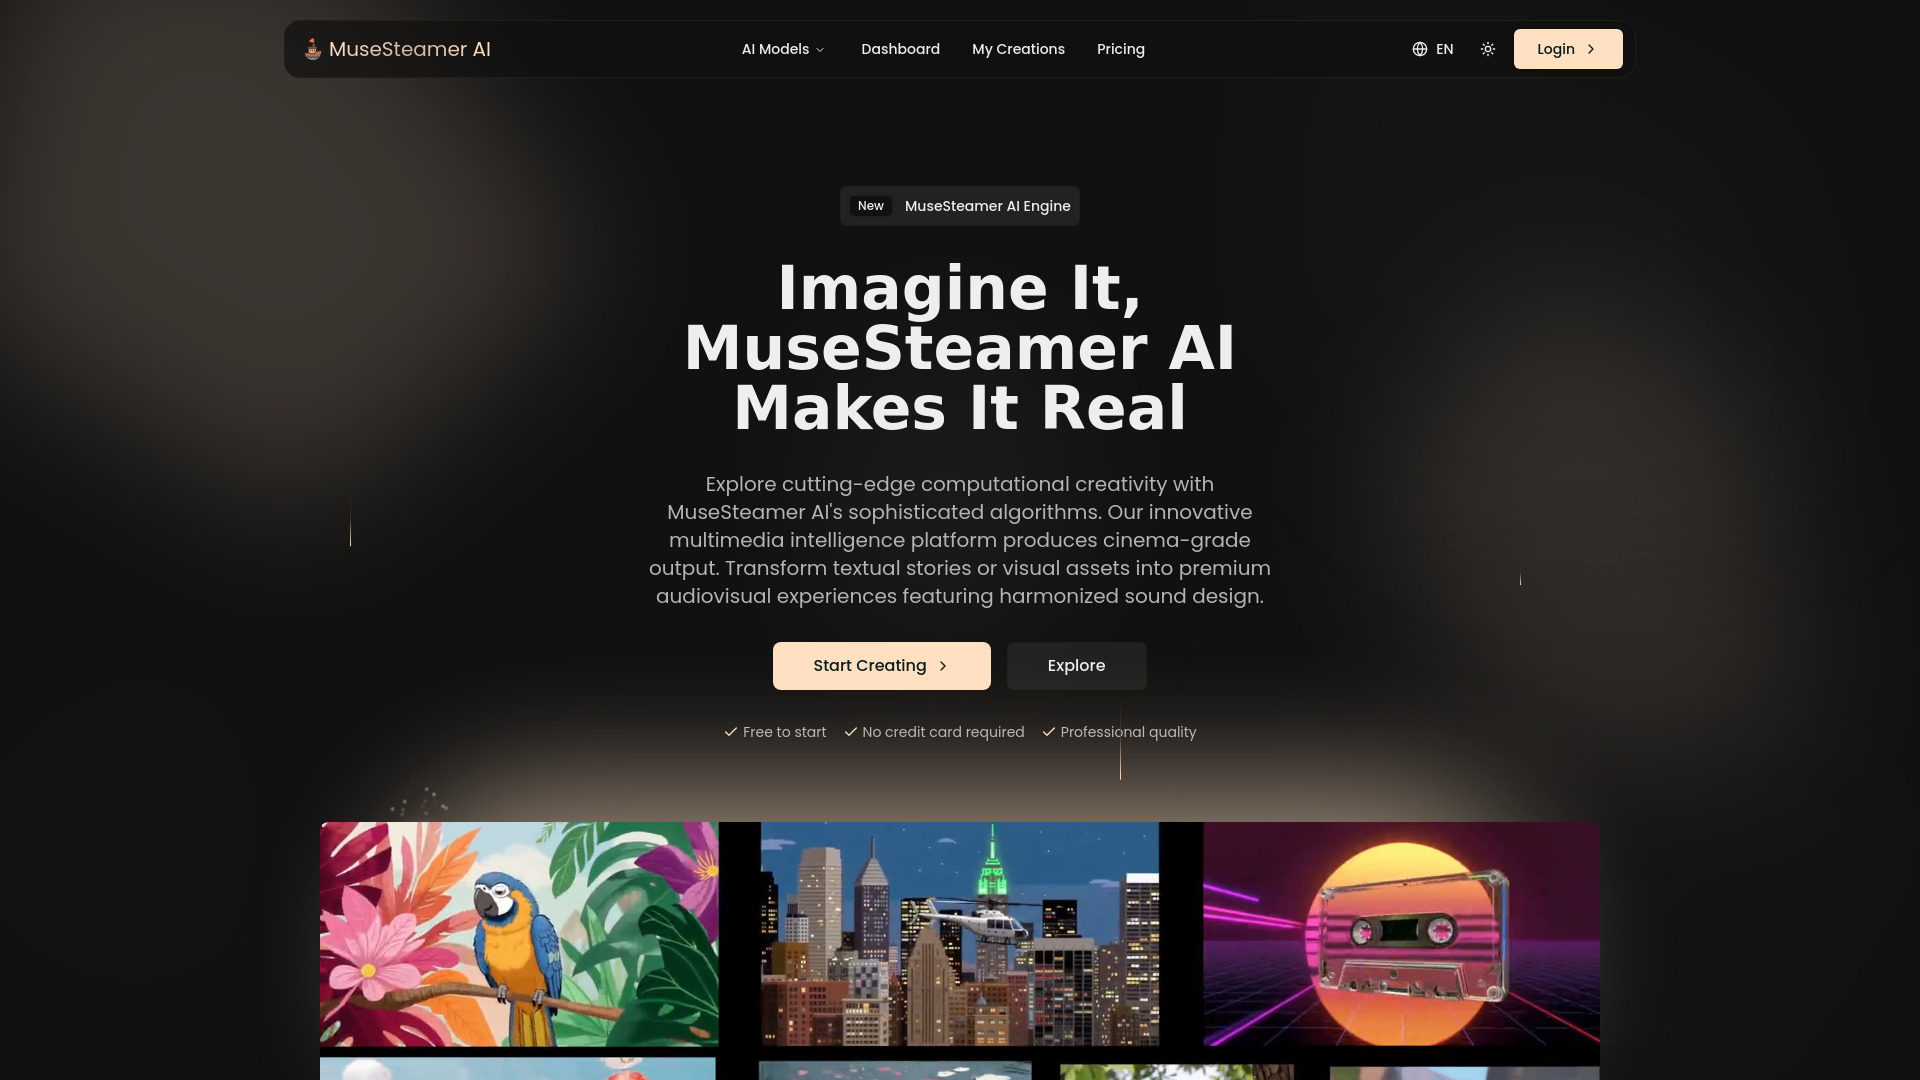 MuseSteamer AI
AI Models
Dashboard
My Creations
Pricing
EN
Login
New
MuseSteamer AI Engine
Imagine It,
MuseSteamer AI
Makes It Real
Explore cutting-edge computational creativity with
MuseSteamer AI's sophisticated algorithms. Our innovative
multimedia intelligence platform produces cinema-grade
output. Transform textual stories or visual assets into premium
audiovisual experiences featuring harmonized sound design.
Start Creating
Explore
Free to start
No credit card required
Professional quality